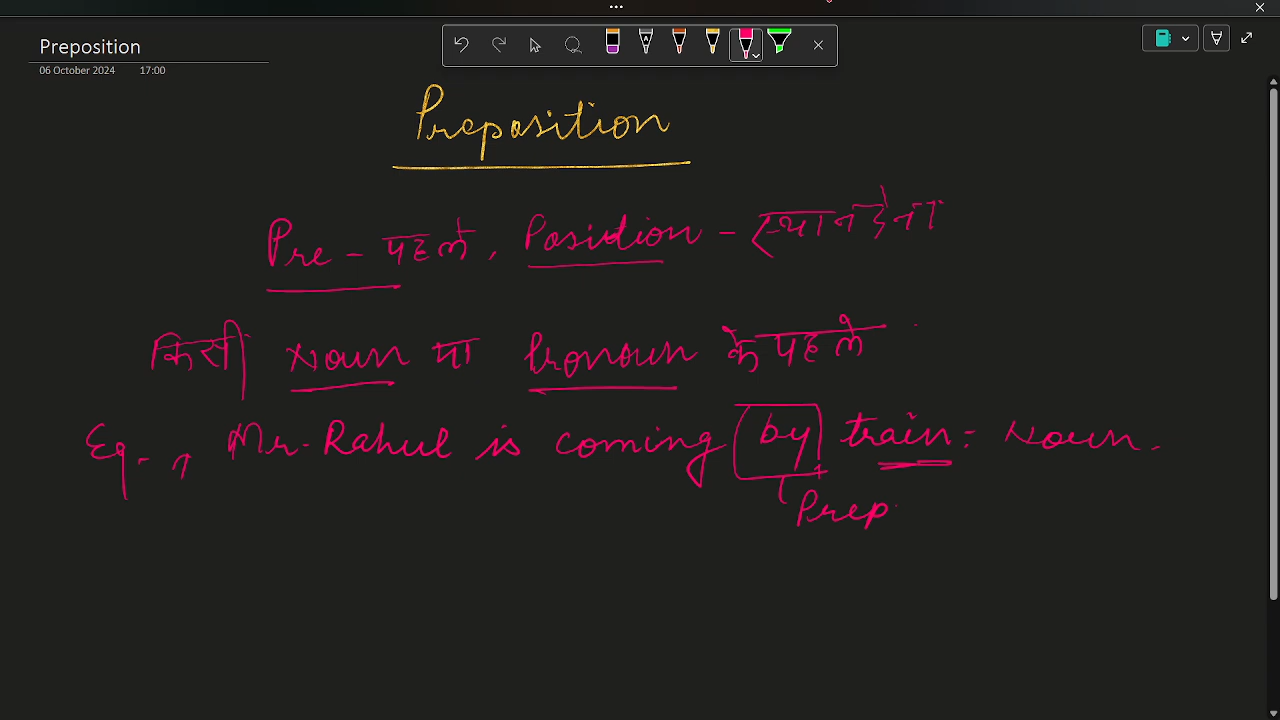 Preposition
06 October 2024 17:00
Preposition
Pre - पहले, Position - स्थान
किसी Noun या Pronoun के पहले
Eg. - Mr. Rahul is coming by train = Noun.
Prep